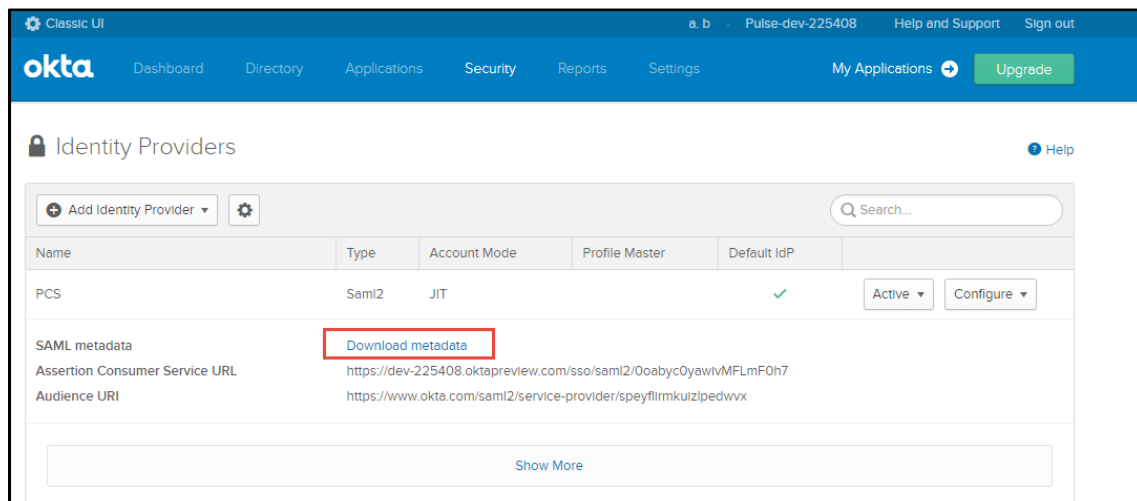 Classic UI a. b . Pulse-dev-225408 Help and Support Sign out
okta Dashboard Directory Applications Security Reports Settings My Applications Upgrade
Identity Providers Help
Add Identity Provider Search...
Name Type Account Mode Profile Master Default IdP
PCS Saml2 JIT Active Configure
SAML metadata Download metadata
Assertion Consumer Service URL https://dev-225408.oktapreview.com/sso/saml2/0oabyc0yawivMFLmF0h7
Audience URI https://www.okta.com/saml2/service-provider/speyflirmkuizlpedwvx
Show More